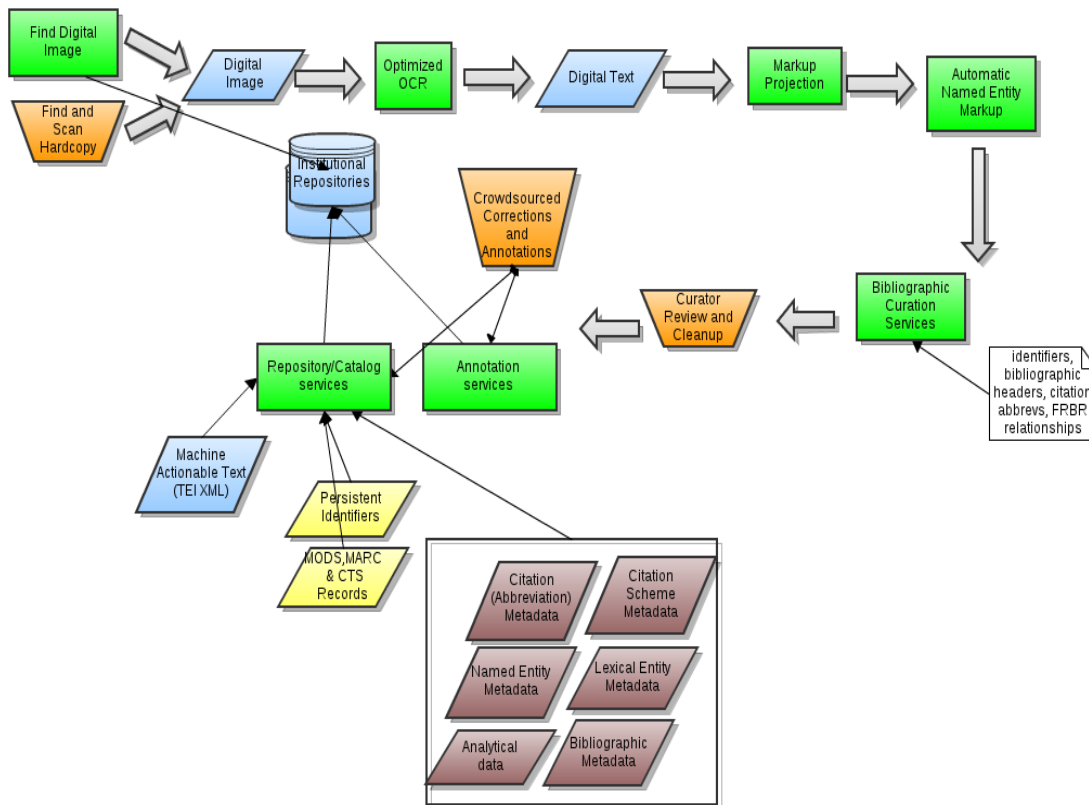 Find Digital
Image
Digital
Image
Optimized
OCR
Digital Text
Markup
Projection
Automatic
Named Entity
Markup
Find and
Scan
Hardcopy
Institutional
Repositories
Crowdsourced
Corrections
and
Annotations
Bibliographic
Curation
Services
Curator
Review and
Cleanup
Repository/Catalog
services
Annotation
services
identifiers,
bibliographic
headers, citation
abbrevs, FRBR
relationships
Machine
Actionable Text
(TEI XML)
Persistent
Identifiers
MODS,MARC
& CTS
Records
Citation
(Abbreviation)
Metadata
Citation
Scheme
Metadata
Named Entity
Metadata
Lexical Entity
Metadata
Analytical
data
Bibliographic
Metadata